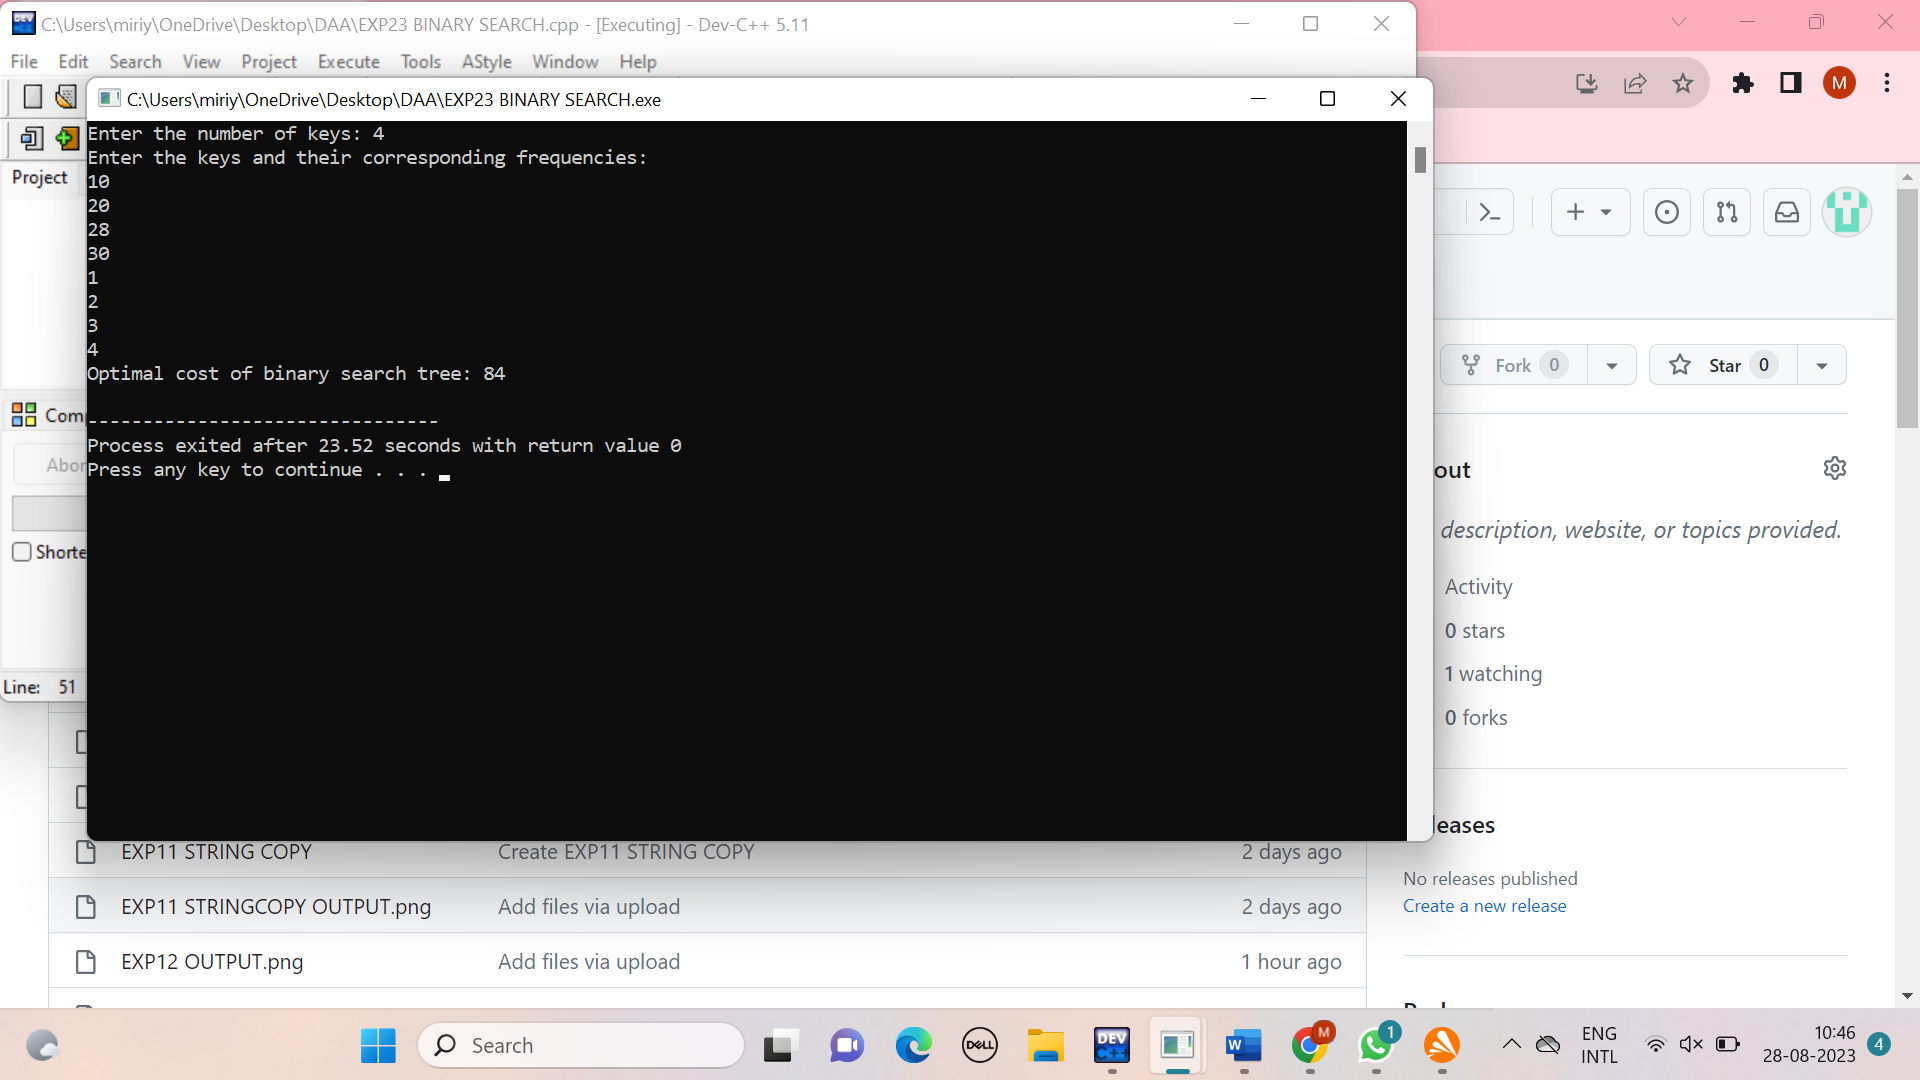 C:\Users\miriy\OneDrive\Desktop\DAA\EXP23 BINARY SEARCH.cpp - [Executing] - Dev-C++ 5.11
File Edit Search View Project Execute Tools AStyle Window Help
C:\Users\miriy\OneDrive\Desktop\DAA\EXP23 BINARY SEARCH.exe
M
Enter the number of keys: 4
Enter the keys and their corresponding frequencies:
10
20
28
30
1
2
3
4
Optimal cost of binary search tree: 84
--------------------------------
Process exited after 23.52 seconds with return value 0
Press any key to continue . . .
Project
Comp
Abor
Shorte
Line: 51
Fork 0
Star 0
out
description, website, or topics provided.
Activity
0 stars
1 watching
0 forks
leases
No releases published
Create a new release
EXP11 STRING COPY Create EXP11 STRING COPY 2 days ago
EXP11 STRINGCOPY OUTPUT.png Add files via upload 2 days ago
EXP12 OUTPUT.png Add files via upload 1 hour ago
Search
DELL
DEV
C++
W
M
1
ENG
INTL
10:46
28-08-2023
4